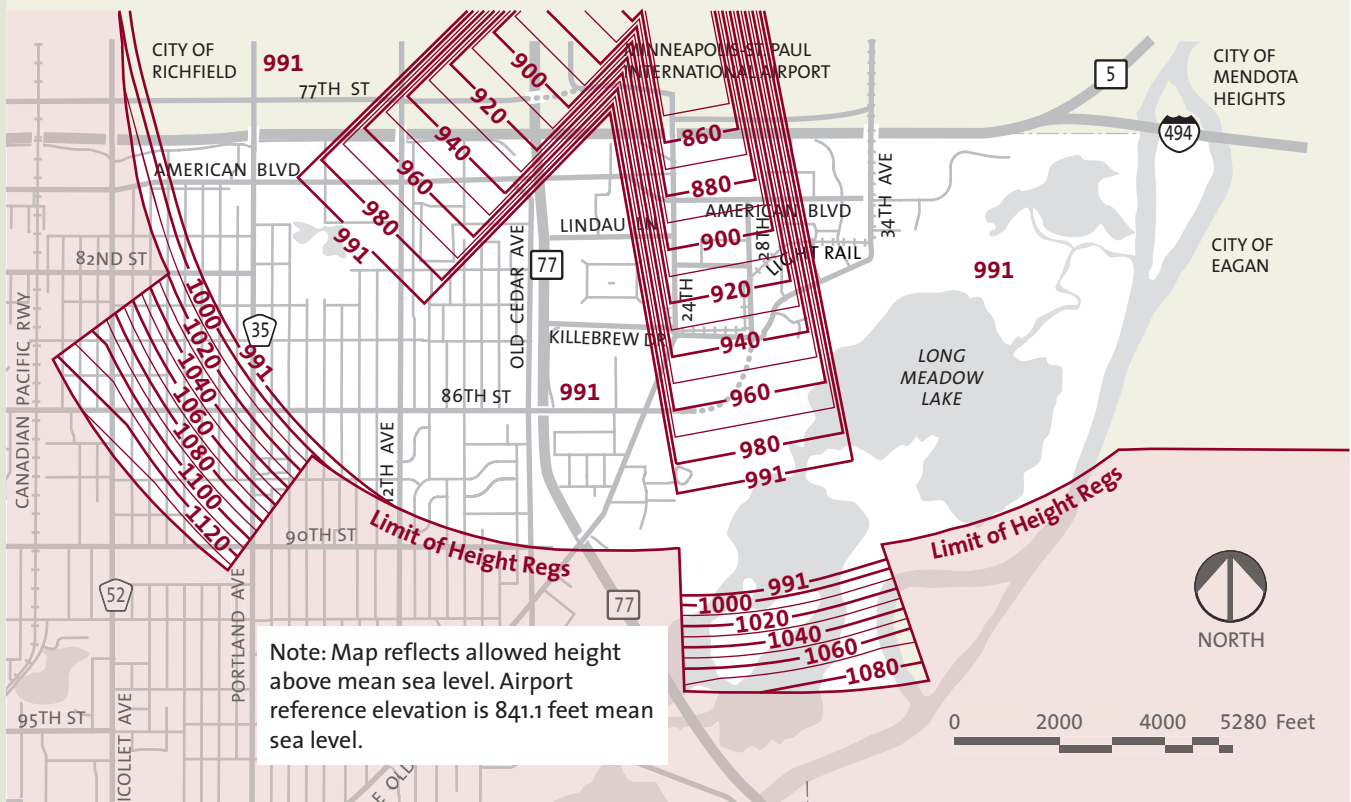 CITY OF
RICHFIELD
991
77TH ST
900
920
940
960
980
991
MINNEAPOLIS-ST. PAUL
INTERNATIONAL AIRPORT
5
CITY OF
MENDOTA
HEIGHTS
494
AMERICAN BLVD
860
880
900
920
940
960
980
991
34TH AVE
AMERICAN BLVD
28TH
LIGHT RAIL
24TH
LINDAU LN
OLD CEDAR AVE
77
KILLEBREW DR
991
CITY OF
EAGAN
82ND ST
CANADIAN PACIFIC RWY
35
991
1000
1020
1040
1060
1080
1100
1120
LONG
MEADOW
LAKE
86TH ST
991
12TH AVE
90TH ST
Limit of Height Regs
Limit of Height Regs
52
PORTLAND AVE
77
991
1000
1020
1040
1060
1080
NORTH
Note: Map reflects allowed height
above mean sea level. Airport
reference elevation is 841.1 feet mean
sea level.
95TH ST
ICOLLET AVE
E OLD
0 2000 4000 5280 Feet